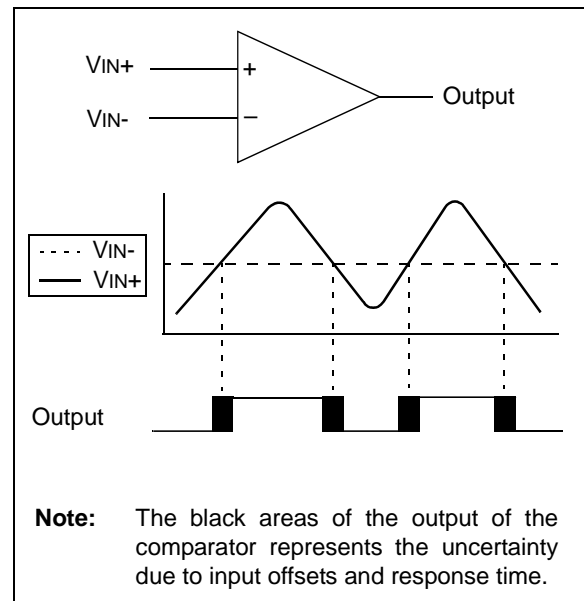 VIN+
+
Output
VIN-
–
VIN-
VIN+
Output
Note: The black areas of the output of the
comparator represents the uncertainty
due to input offsets and response time.